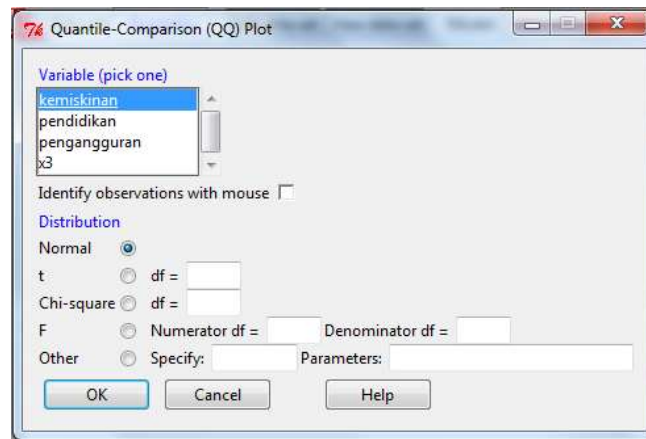 Quantile-Comparison (QQ) Plot
Variable (pick one)
kemiskinan
pendidikan
pengangguran
x3
Identify observations with mouse
Distribution
Normal
t df =
Chi-square df =
F Numerator df = Denominator df =
Other Specify: Parameters:
OK Cancel Help